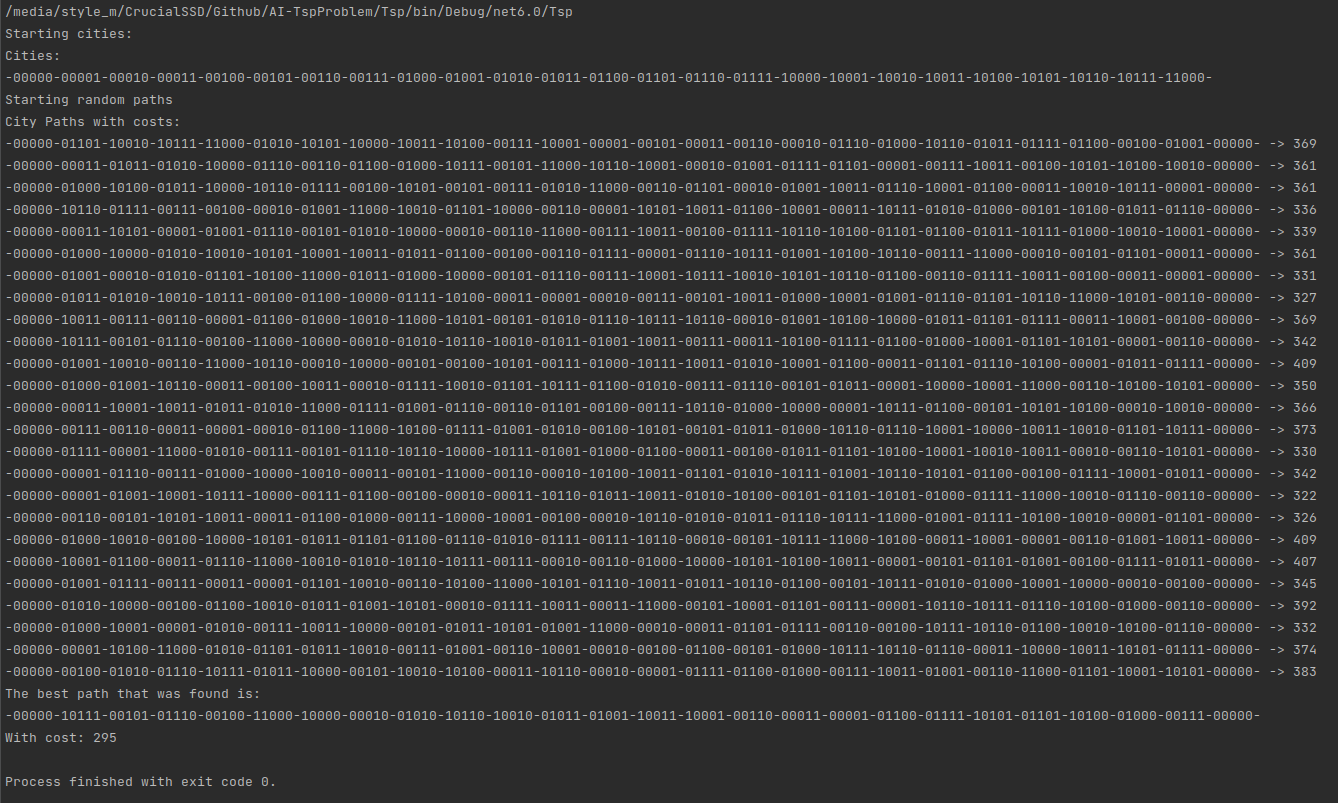 /media/style_m/CrucialSSD/Github/AI-TspProblem/Tsp/bin/Debug/net6.0/Tsp
Starting cities:
Cities:
-00000-00001-00010-00011-00100-00101-00110-00111-01000-01001-01010-01011-01100-01101-01110-01111-10000-10001-10010-10011-10100-10101-10110-10111-11000-
Starting random paths
City Paths with costs:
-00000-01101-10010-10111-11000-01010-10101-10000-10011-10100-00111-10001-00001-00101-00011-00110-00010-01110-01000-10110-01011-01111-01100-00100-01001-00000- -> 369
-00000-00011-01011-01010-10000-01110-00110-01100-01000-10111-00101-11000-10110-10001-00010-01001-01111-01101-00001-00111-10011-00100-10101-10100-10010-00000- -> 361
-00000-01000-10100-01011-10000-10110-01111-00100-10101-00101-00111-01010-11000-00110-01101-00010-01001-10011-01110-10001-01100-00011-10010-10111-00001-00000- -> 361
-00000-10110-01111-00111-00100-00010-01001-11000-10010-01101-10000-00110-00001-10101-10011-01100-10001-00011-10111-01010-01000-00101-10100-01011-01110-00000- -> 336
-00000-00011-10101-00001-01001-01110-00101-01010-10000-00010-00110-11000-00111-10011-00100-01111-10110-10100-01101-01100-01011-10111-01000-10010-10001-00000- -> 339
-00000-01000-10000-01010-10010-10101-10001-10011-01011-01100-00100-00110-01111-00001-01110-10111-01001-10100-10110-00111-11000-00010-00101-01101-00011-00000- -> 361
-00000-01001-00010-01010-01101-10100-11000-01011-01000-10000-00101-01110-00111-10001-10111-10010-10101-10110-01100-00110-01111-10011-00100-00011-00001-00000- -> 331
-00000-01011-01010-10010-10111-00100-01100-10000-01111-10100-00011-00001-00010-00111-00101-10011-01000-10001-01001-01110-01101-10110-11000-10101-00110-00000- -> 327
-00000-10011-00111-00110-00001-01100-01000-10010-11000-10101-00101-01010-01110-10111-10110-00010-01001-10100-10000-01011-01101-01111-00011-10001-00100-00000- -> 369
-00000-10111-00101-01110-00100-11000-10000-00010-01010-10110-10010-01011-01001-10011-00111-00011-10100-01111-01100-01000-10001-01101-10101-00001-00110-00000- -> 342
-00000-01001-10010-00110-11000-10110-00010-10000-00101-00100-10101-00111-01000-10111-10011-01010-10001-01100-00011-01101-01110-10100-00001-01011-01111-00000- -> 409
-00000-01000-01001-10110-00011-00100-10011-00010-01111-10010-01101-10111-01100-01010-00111-01110-00101-01011-00001-10000-10001-11000-00110-10100-10101-00000- -> 350
-00000-00011-10001-10011-01011-01010-11000-01111-01001-01110-00110-01101-00100-00111-10110-01000-10000-00001-10111-01100-00101-10101-10100-00010-10010-00000- -> 366
-00000-00111-00110-00011-00001-00010-01100-11000-10100-01111-01001-01010-00100-10101-00101-01011-01000-10110-01110-10001-10000-10011-10010-01101-10111-00000- -> 373
-00000-01111-00001-11000-01010-00111-00101-01110-10110-10000-10111-01001-01000-01100-00011-00100-01011-01101-10100-10001-10010-10011-00010-00110-10101-00000- -> 330
-00000-00001-01110-00111-01000-10000-10010-00011-00101-11000-00110-00010-10100-10011-01101-01010-10111-01001-10110-10101-01100-00100-01111-10001-01011-00000- -> 342
-00000-00001-01001-10001-10111-10000-00111-01100-00100-00010-00011-10110-01011-10011-01010-10100-00101-01101-10101-01000-01111-11000-10010-01110-00110-00000- -> 322
-00000-00110-00101-10101-10011-00011-01100-01000-00111-10000-10001-00100-00010-10110-01010-01011-01110-10111-11000-01001-01111-10100-10010-00001-01101-00000- -> 326
-00000-01000-10010-00100-10000-10101-01011-01101-01100-01110-01010-01111-00111-10110-00010-00101-10111-11000-10100-00011-10001-00001-00110-01001-10011-00000- -> 409
-00000-10001-01100-00011-01110-11000-10010-01010-10110-10111-00111-00010-00110-01000-10000-10101-10100-10011-00001-00101-01101-01001-00100-01111-01011-00000- -> 407
-00000-01001-01111-00111-00011-00001-01101-10010-00110-10100-11000-10101-01110-10011-01011-10110-01100-00101-10111-01010-01000-10001-10000-00010-00100-00000- -> 345
-00000-01010-10000-00100-01100-10010-01011-01001-10101-00010-01111-10011-00011-11000-00101-10001-01101-00111-00001-10110-10111-01110-10100-01000-00110-00000- -> 392
-00000-01000-10001-00001-01010-00111-10011-10000-00101-01011-10101-01001-11000-00010-00011-01101-01111-00110-00100-10111-10110-01100-10010-10100-01110-00000- -> 332
-00000-00001-10100-11000-01010-01101-01011-10010-00111-01001-00110-10001-00010-00100-01100-00101-01000-10111-10110-01110-00011-10000-10011-10101-01111-00000- -> 374
-00000-00100-01010-01110-10111-01011-10000-00101-10010-10100-00011-10110-00010-00001-01111-01100-01000-00111-10011-01001-00110-11000-01101-10001-10101-00000- -> 383
The best path that was found is:
-00000-10111-00101-01110-00100-11000-10000-00010-01010-10110-10010-01011-01001-10011-10001-00110-00011-00001-01100-01111-10101-01101-10100-01000-00111-00000-
With cost: 295
Process finished with exit code 0.